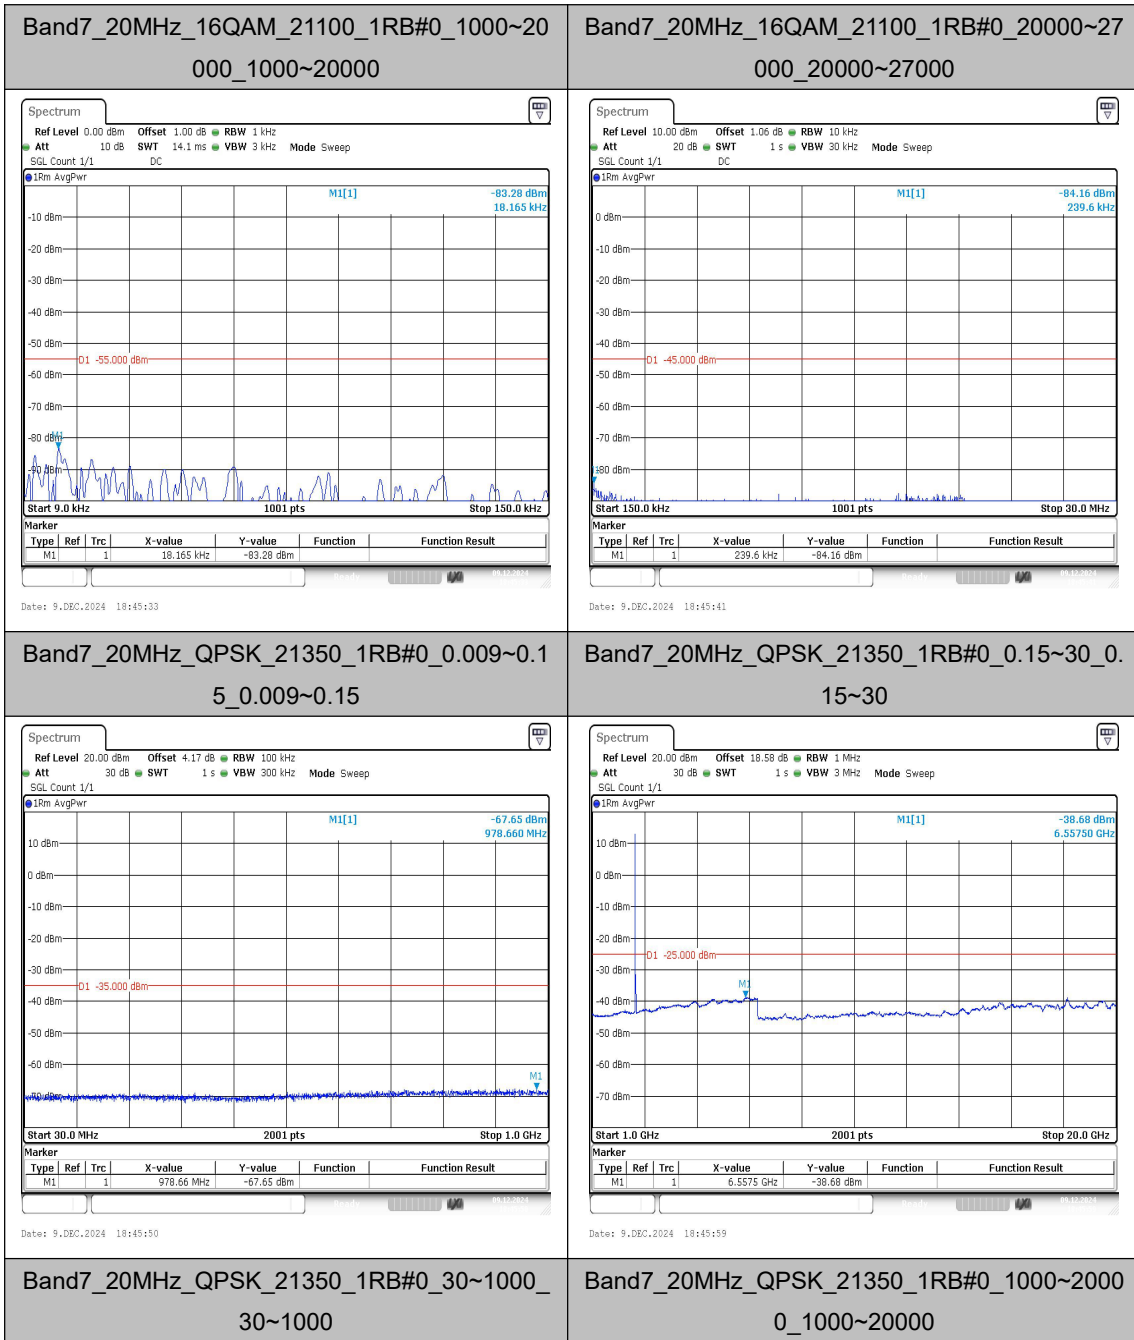 Band7_20MHz_16QAM_21100_1RB#0_1000~20
000_1000~20000
Band7_20MHz_16QAM_21100_1RB#0_20000~27
000_20000~27000
Spectrum
Ref Level 0.00 dBm Offset 1.00 dB RBW 1 kHz
Att 10 dB SWT 14.1 ms VBW 3 kHz Mode Sweep
SGL Count 1/1 DC
1Rm AvgPwr
M1[1] -83.28 dBm
18.165 kHz
-10 dBm
-20 dBm
-30 dBm
-40 dBm
-50 dBm
D1 -55.000 dBm
-60 dBm
-70 dBm
-80 dBm
M1
-90 dBm
Start 9.0 kHz 1001 pts Stop 150.0 kHz
Marker
Type Ref Trc X-value Y-value Function Function Result
M1 1 18.165 kHz -83.28 dBm
Ready 09.12.2024
Date: 9.DEC.2024 18:45:33
Spectrum
Ref Level 10.00 dBm Offset 1.06 dB RBW 10 kHz
Att 20 dB SWT 1 s VBW 30 kHz Mode Sweep
SGL Count 1/1 DC
1Rm AvgPwr
M1[1] -84.16 dBm
239.6 kHz
0 dBm
-10 dBm
-20 dBm
-30 dBm
-40 dBm
D1 -45.000 dBm
-50 dBm
-60 dBm
-70 dBm
-80 dBm
Start 150.0 kHz 1001 pts Stop 30.0 MHz
Marker
Type Ref Trc X-value Y-value Function Function Result
M1 1 239.6 kHz -84.16 dBm
Ready 09.12.2024
Date: 9.DEC.2024 18:45:41
Band7_20MHz_QPSK_21350_1RB#0_0.009~0.1
5_0.009~0.15
Band7_20MHz_QPSK_21350_1RB#0_0.15~30_0.
15~30
Spectrum
Ref Level 20.00 dBm Offset 4.17 dB RBW 100 kHz
Att 30 dB SWT 1 s VBW 300 kHz Mode Sweep
SGL Count 1/1
1Rm AvgPwr
M1[1] -67.65 dBm
978.660 MHz
10 dBm
0 dBm
-10 dBm
-20 dBm
-30 dBm
D1 -35.000 dBm
-40 dBm
-50 dBm
-60 dBm
M1
-70 dBm
Start 30.0 MHz 2001 pts Stop 1.0 GHz
Marker
Type Ref Trc X-value Y-value Function Function Result
M1 1 978.66 MHz -67.65 dBm
Ready 09.12.2024
Date: 9.DEC.2024 18:45:50
Spectrum
Ref Level 20.00 dBm Offset 18.58 dB RBW 1 MHz
Att 30 dB SWT 1 s VBW 3 MHz Mode Sweep
SGL Count 1/1
1Rm AvgPwr
M1[1] -38.68 dBm
6.55750 GHz
10 dBm
0 dBm
-10 dBm
-20 dBm
D1 -25.000 dBm
-30 dBm
M1
-40 dBm
-50 dBm
-60 dBm
-70 dBm
Start 1.0 GHz 2001 pts Stop 20.0 GHz
Marker
Type Ref Trc X-value Y-value Function Function Result
M1 1 6.5575 GHz -38.68 dBm
Ready 09.12.2024
Date: 9.DEC.2024 18:45:59
Band7_20MHz_QPSK_21350_1RB#0_30~1000_
30~1000
Band7_20MHz_QPSK_21350_1RB#0_1000~2000
0_1000~20000